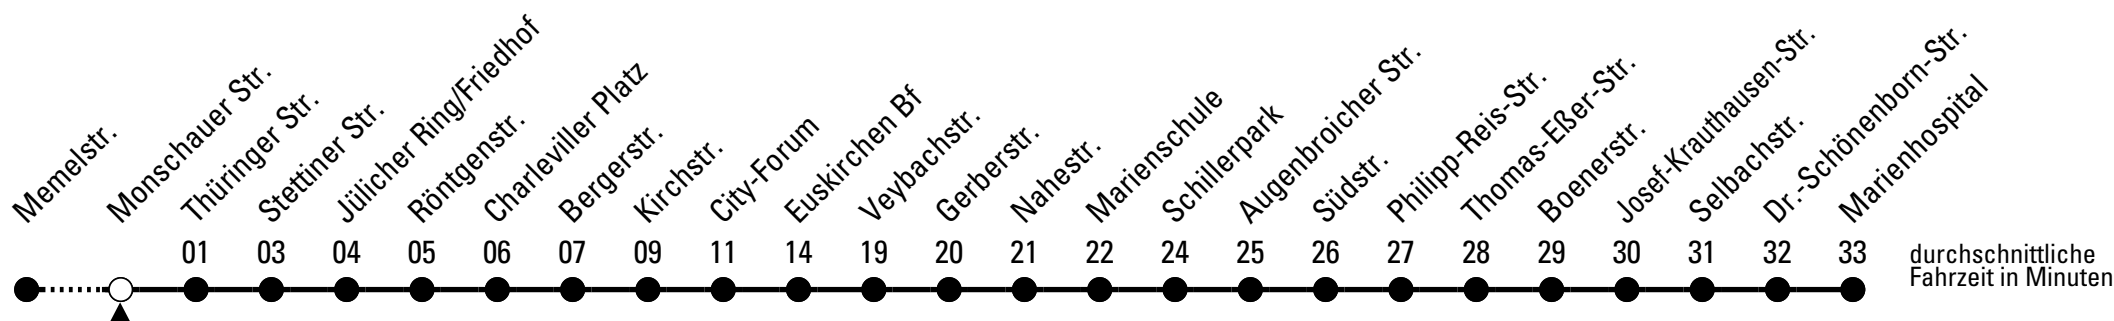 Memelstr.
Monschauer Str.
Thüringer Str.
Stettiner Str.
Jülicher Ring/Friedhof
Röntgenstr.
Charleviller Platz
Bergerstr.
Kirchstr.
City-Forum
Euskirchen Bf
Veybachstr.
Gerberstr.
Nahestr.
Marienschule
Schillerpark
Augenbroicher Str.
Südstr.
Philipp-Reis-Str.
Thomas-Eßer-Str.
Boenerstr.
Josef-Krauthausen-Str.
Selbachstr.
Dr.-Schönenborn-Str.
Marienhospital
01 03 04 05 06 07 09 11 14 19 20 21 22 24 25 26 27 28 29 30 31 32 33
durchschnittliche
Fahrzeit in Minuten